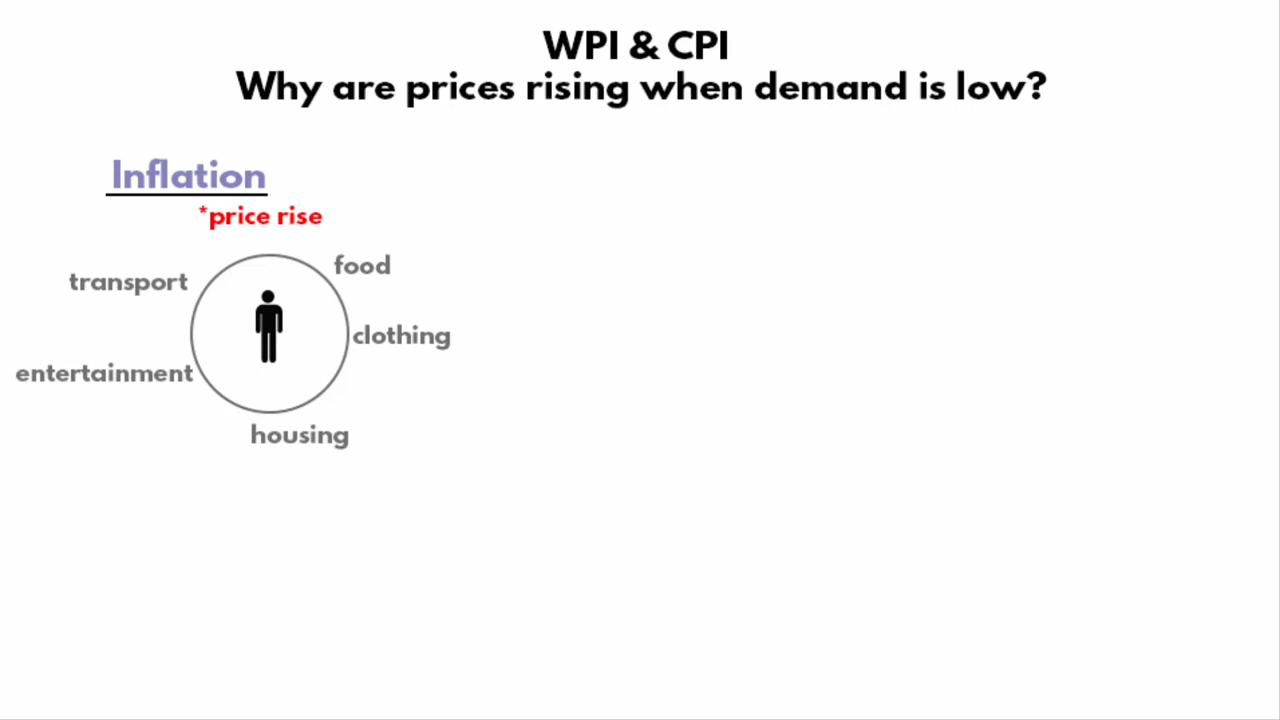 WPI & CPI
Why are prices rising when demand is low?
Inflation
*price rise
food
transport
clothing
entertainment
housing